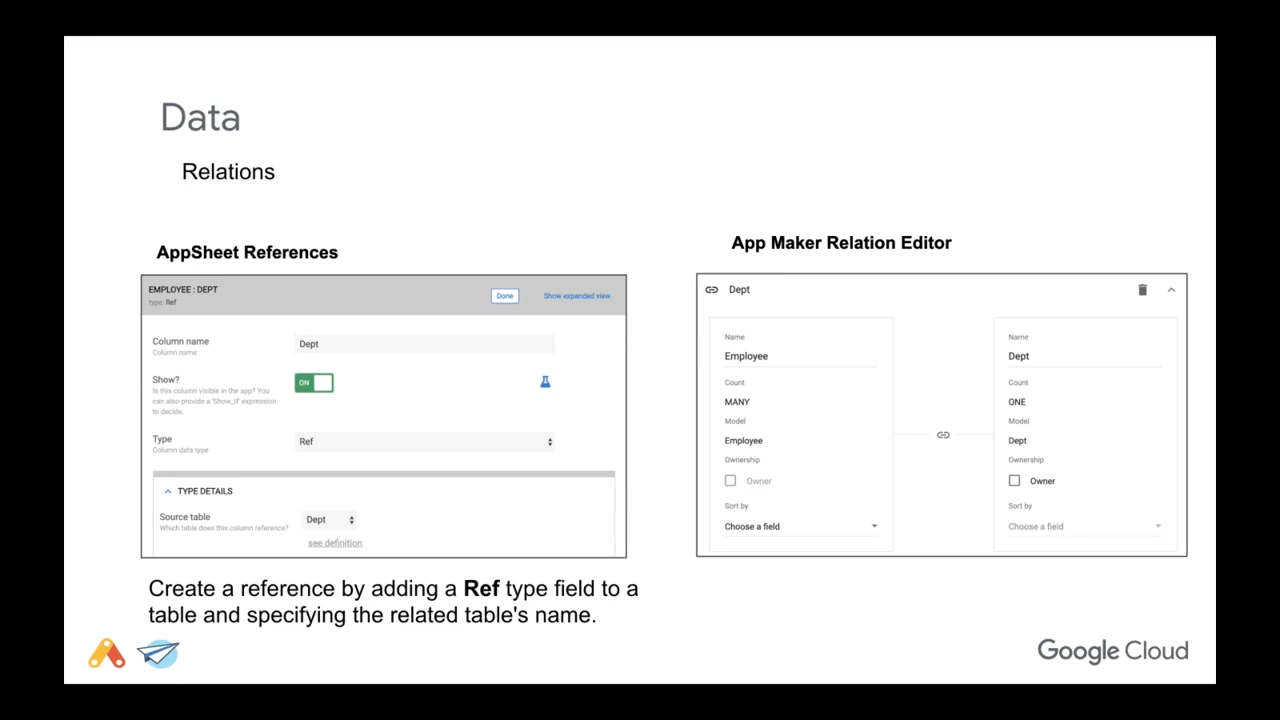 Data
Relations
AppSheet References
EMPLOYEE : DEPT
type: Ref
Done
Show expanded view
Column name
Column name
Dept
Show?
Is this column visible in the app? You
can also provide a 'Show_If' expression
to decide.
ON
Type
Column data type
Ref
TYPE DETAILS
Source table
Which table does this column reference?
Dept
see definition
Create a reference by adding a Ref type field to a
table and specifying the related table's name.
App Maker Relation Editor
Dept
Name
Employee
Count
MANY
Model
Employee
Ownership
Owner
Sort by
Choose a field
Name
Dept
Count
ONE
Model
Dept
Ownership
Owner
Sort by
Choose a field
Google Cloud